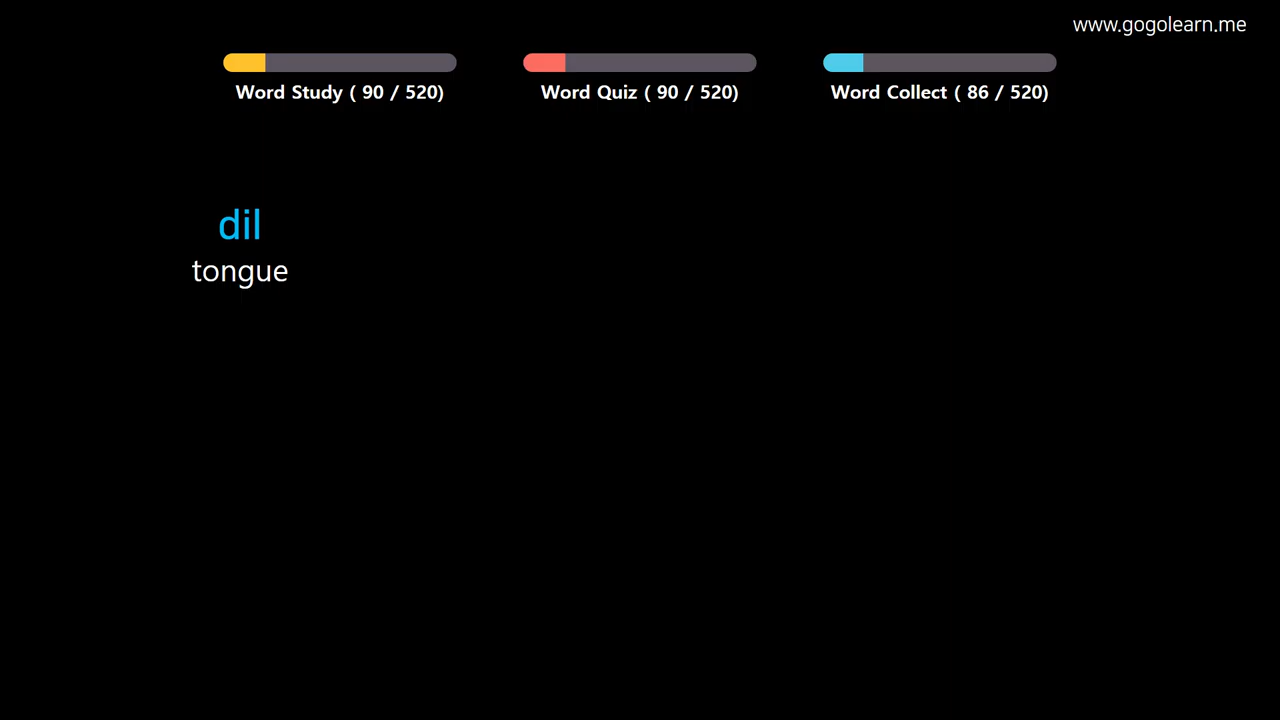 www.gogolearn.me
Word Study ( 90 / 520)
Word Quiz ( 90 / 520)
Word Collect ( 86 / 520)
dil
tongue